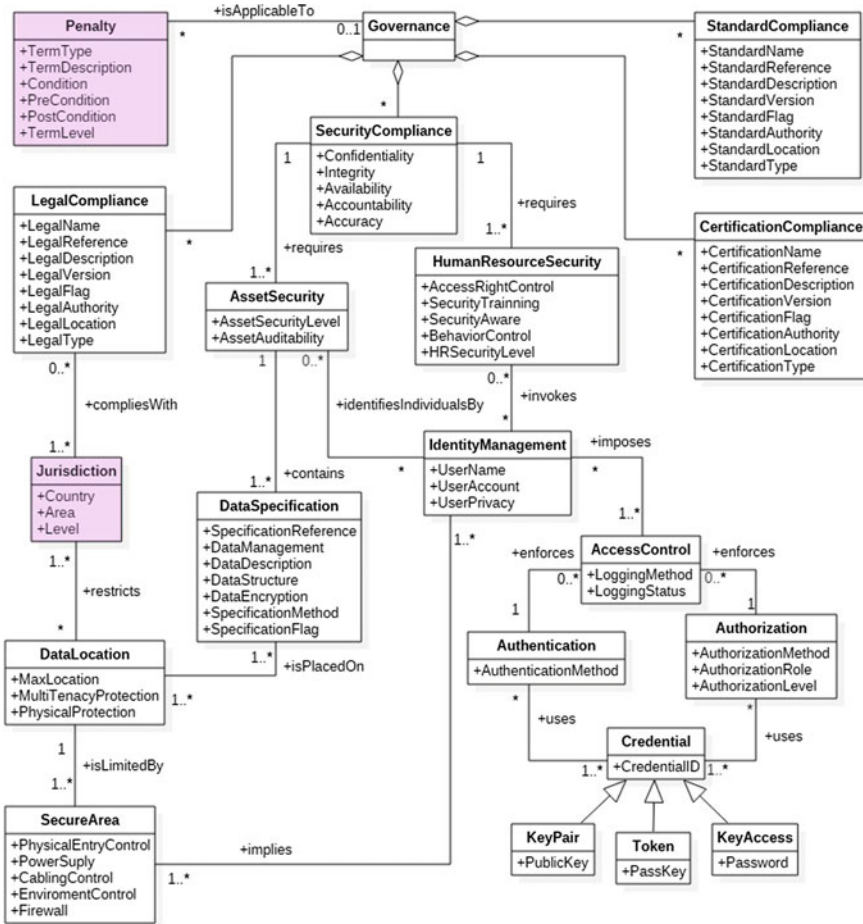 Penalty
+TermType
+TermDescription
+Condition
+PreCondition
+PostCondition
+TermLevel
+isApplicableTo
*
0..1
Governance
*
*
*
*
StandardCompliance
+StandardName
+StandardReference
+StandardDescription
+StandardVersion
+StandardFlag
+StandardAuthority
+StandardLocation
+StandardType
SecurityCompliance
+Confidentiality
+Integrity
+Availability
+Accountability
+Accuracy
1
1
+requires
1..*
+requires
1..*
LegalCompliance
+LegalName
+LegalReference
+LegalDescription
+LegalVersion
+LegalFlag
+LegalAuthority
+LegalLocation
+LegalType
0..*
+compliesWith
1..*
CertificationCompliance
+CertificationName
+CertificationReference
+CertificationDescription
+CertificationVersion
+CertificationFlag
+CertificationAuthority
+CertificationLocation
+CertificationType
HumanResourceSecurity
+AccessRightControl
+SecurityTrainning
+SecurityAware
+BehaviorControl
+HRSecurityLevel
0..*
+invokes
*
AssetSecurity
+AssetSecurityLevel
+AssetAuditability
1
0..*
+identifiesIndividualsBy
*
+contains
1..*
IdentityManagement
+UserName
+UserAccount
+UserPrivacy
+imposes
*
1..*
1..*
Jurisdiction
+Country
+Area
+Level
1..*
+restricts
*
DataSpecification
+SpecificationReference
+DataManagement
+DataDescription
+DataStructure
+DataEncryption
+SpecificationMethod
+SpecificationFlag
1..*
+isPlacedOn
1..*
AccessControl
+LoggingMethod
+LoggingStatus
+enforces
0..*
1
+enforces
0..*
1
DataLocation
+MaxLocation
+MultiTenacyProtection
+PhysicalProtection
1
+isLimitedBy
1..*
Authentication
+AuthenticationMethod
*
+uses
1..*
Authorization
+AuthorizationMethod
+AuthorizationRole
+AuthorizationLevel
*
+uses
1..*
Credential
+CredentialID
SecureArea
+PhysicalEntryControl
+PowerSuply
+CablingControl
+EnviromentControl
+Firewall
+implies
1..*
KeyPair
+PublicKey
Token
+PassKey
KeyAccess
+Password